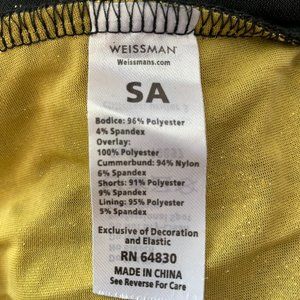 WEISSMAN
Weissmans.com
SA
Bodice: 96% Polyester
4% Spandex
Overlay:
100% Polyester
Cummerbund: 94% Nylon
6% Spandex
Shorts: 91% Polyester
9% Spandex
Lining: 95% Polyester
5% Spandex
Exclusive of Decoration
and Elastic
RN 64830
MADE IN CHINA
See Reverse For Care